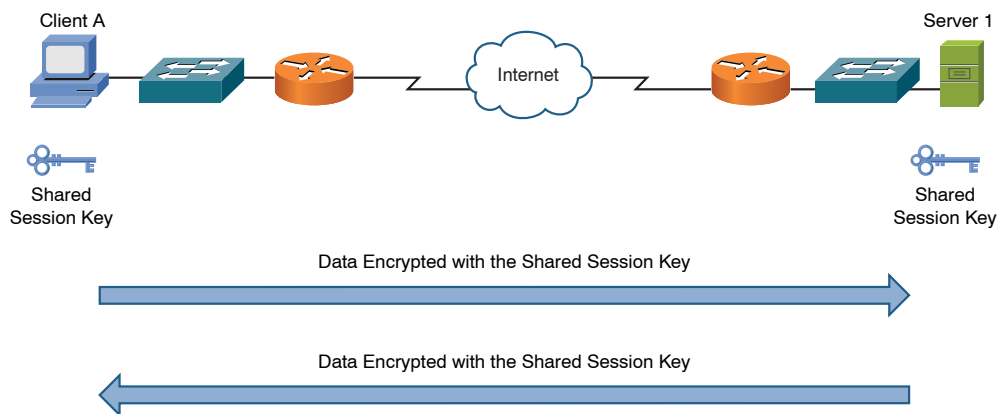 Client A
Server 1
Internet
Shared
Session Key
Shared
Session Key
Data Encrypted with the Shared Session Key
Data Encrypted with the Shared Session Key